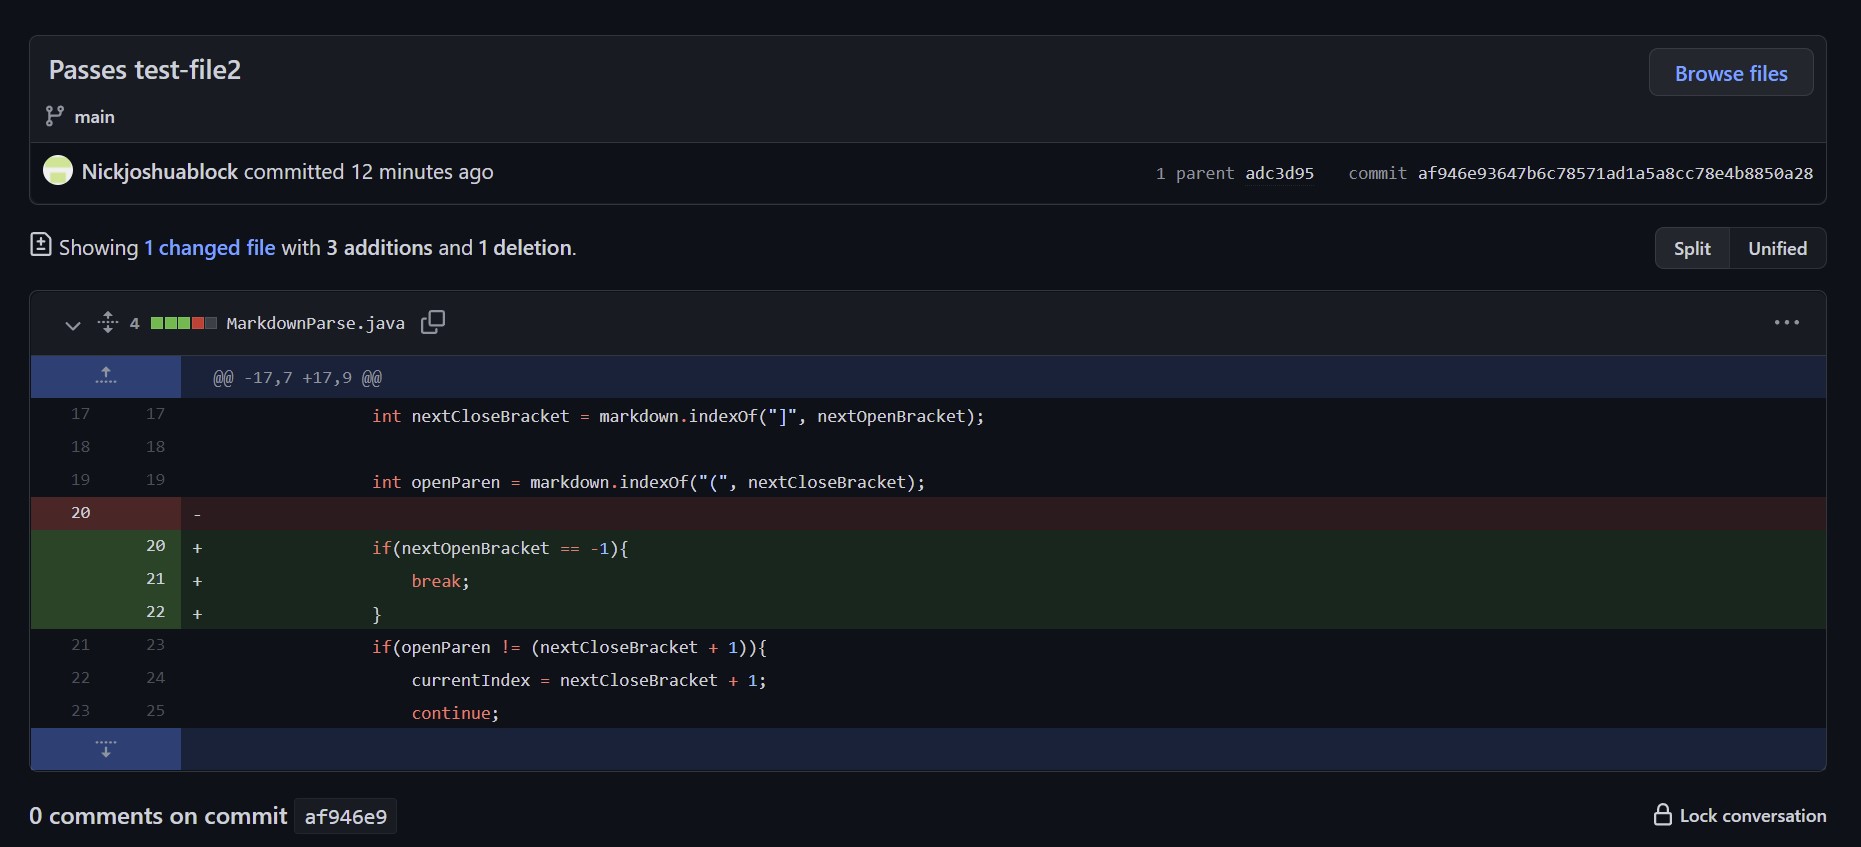 Passes test-file2
Browse files
main
Nickjoshuablock committed 12 minutes ago
1 parent adc3d95 commit af946e93647b6c78571ad1a5a8cc78e4b8850a28
Showing 1 changed file with 3 additions and 1 deletion.
Split Unified
4 MarkdownParse.java
@@ -17,7 +17,9 @@
17 17 int nextCloseBracket = markdown.indexOf("]", nextOpenBracket);
18 18
19 19 int openParen = markdown.indexOf("(", nextCloseBracket);
20 -
20 + if(nextOpenBracket == -1){
21 + break;
22 + }
21 23 if(openParen != (nextCloseBracket + 1)){
22 24 currentIndex = nextCloseBracket + 1;
23 25 continue;
0 comments on commit af946e9
Lock conversation